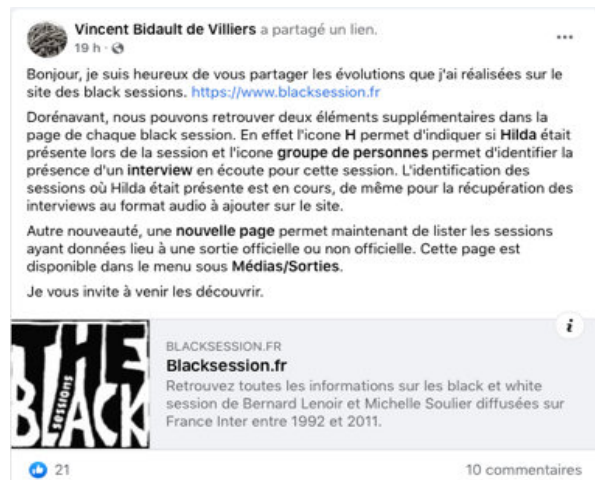 Vincent Bidault de Villiers a partagé un lien.
19 h ·
Bonjour, je suis heureux de vous partager les évolutions que j'ai réalisées sur le
site des black sessions. https://www.blacksession.fr
Dorénavant, nous pouvons retrouver deux éléments supplémentaires dans la
page de chaque black session. En effet l'icone H permet d'indiquer si Hilda était
présente lors de la session et l'icone groupe de personnes permet d'identifier la
présence d'un interview en écoute pour cette session. L'identification des
sessions où Hilda était présente est en cours, de même pour la récupération des
interviews au format audio à ajouter sur le site.
Autre nouveauté, une nouvelle page permet maintenant de lister les sessions
ayant données lieu à une sortie officielle ou non officielle. Cette page est
disponible dans le menu sous Médias/Sorties.
Je vous invite à venir les découvrir.
THE
BLACK
sessions
BLACKSESSION.FR
Blacksession.fr
Retrouvez toutes les informations sur les black et white
session de Bernard Lenoir et Michelle Soulier diffusées sur
France Inter entre 1992 et 2011.
21
10 commentaires